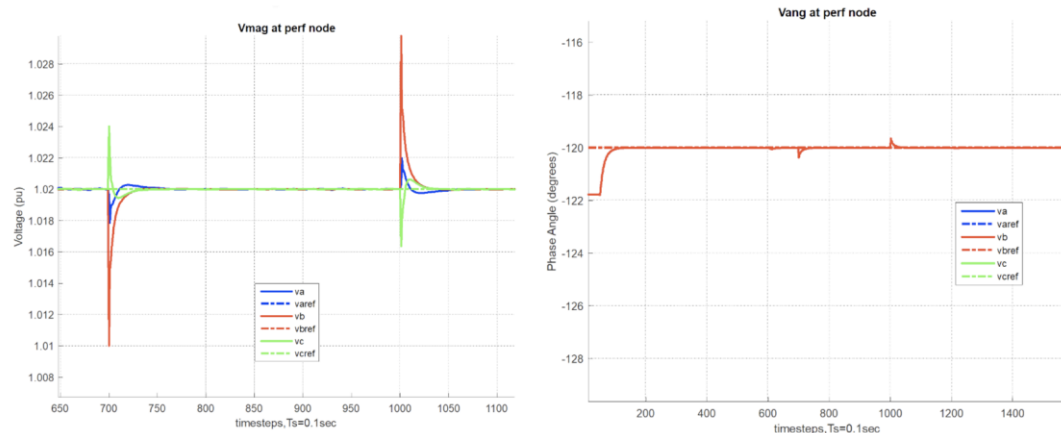 Vmag at perf node
1.028
1.026
1.024
1.022
1.02
1.018
1.016
1.014
1.012
1.01
1.008
Voltage (pu)
va
varef
vb
vbref
vc
vcref
650 700 750 800 850 900 950 1000 1050 1100
timesteps,Ts=0.1sec
Vang at perf node
-116
-118
-120
-122
-124
-126
-128
Phase Angle (degrees)
va
varef
vb
vbref
vc
vcref
200 400 600 800 1000 1200 1400
timesteps,Ts=0.1sec